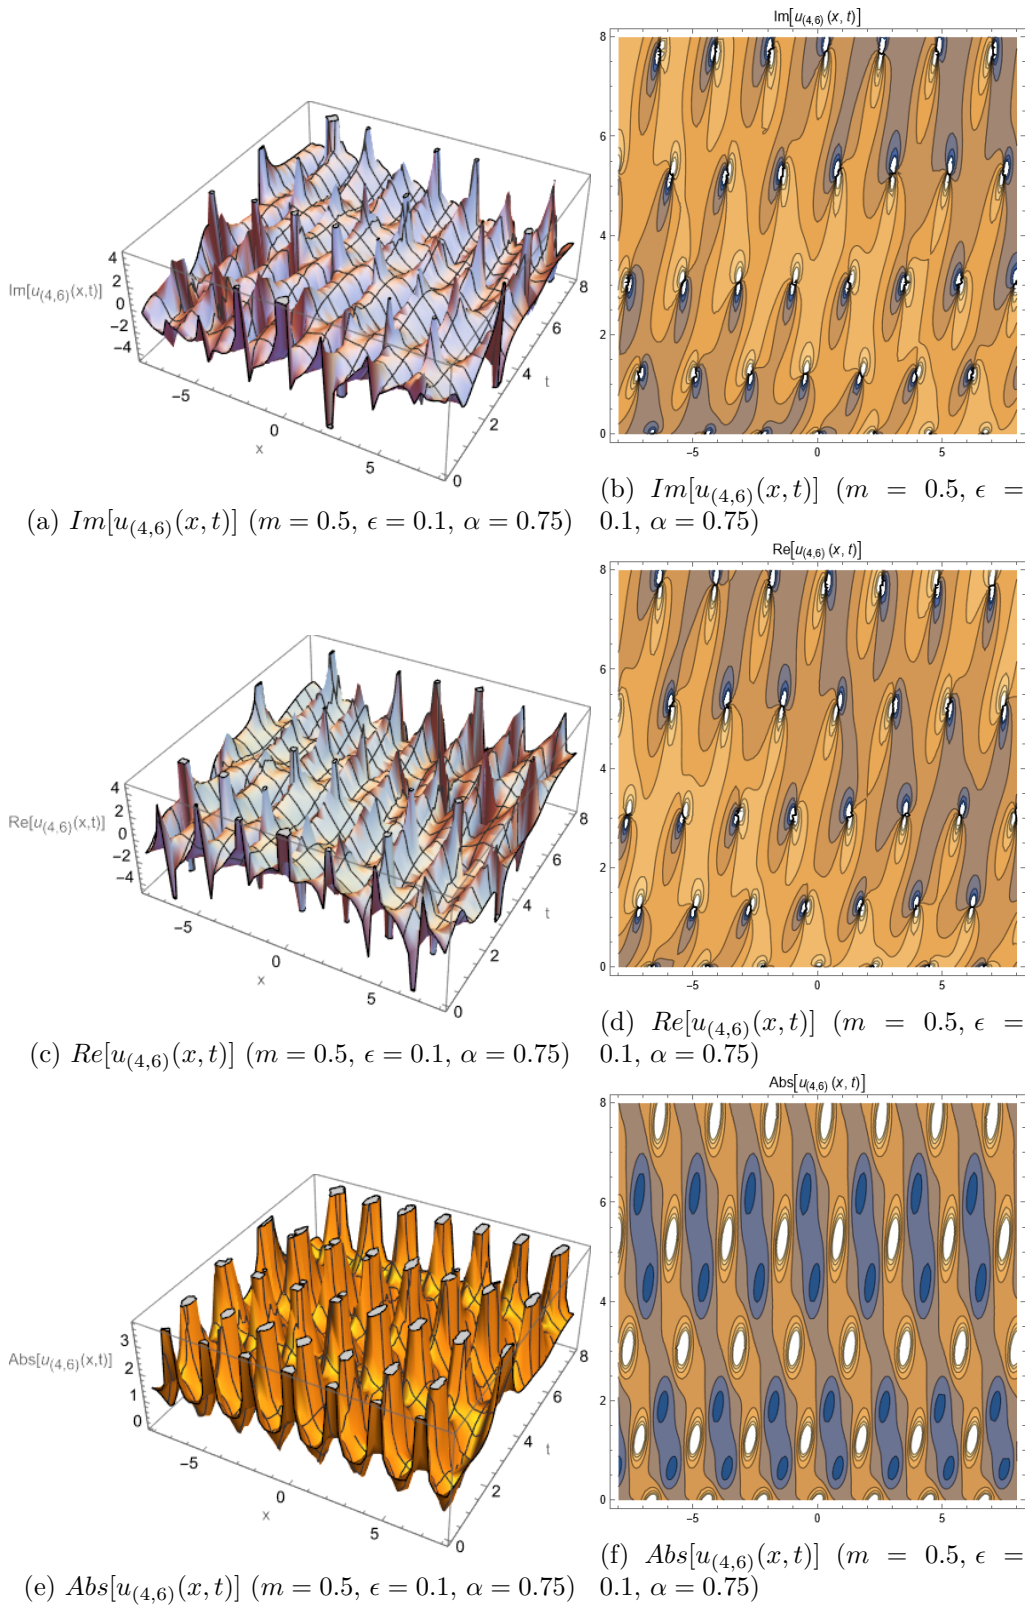 Im[u(4,6)(x, t)]
8
6
4
2
0
-5
0
5
4
2
0
-2
-4
Im[u(4,6)(x,t)]
-5
0
5
x
0
2
4
6
8
t
(a) Im[u(4,6)(x, t)] (m = 0.5, ϵ = 0.1, α = 0.75)
(b) Im[u(4,6)(x, t)] (m = 0.5, ϵ =
0.1, α = 0.75)
Re[u(4,6)(x, t)]
8
6
4
2
0
-5
0
5
4
2
0
-2
-4
Re[u(4,6)(x,t)]
-5
0
5
x
0
2
4
6
8
t
(c) Re[u(4,6)(x, t)] (m = 0.5, ϵ = 0.1, α = 0.75)
(d) Re[u(4,6)(x, t)] (m = 0.5, ϵ =
0.1, α = 0.75)
Abs[u(4,6)(x, t)]
8
6
4
2
0
-5
0
5
3
2
1
0
Abs[u(4,6)(x,t)]
-5
0
5
x
0
2
4
6
8
t
(e) Abs[u(4,6)(x, t)] (m = 0.5, ϵ = 0.1, α = 0.75)
(f) Abs[u(4,6)(x, t)] (m = 0.5, ϵ =
0.1, α = 0.75)